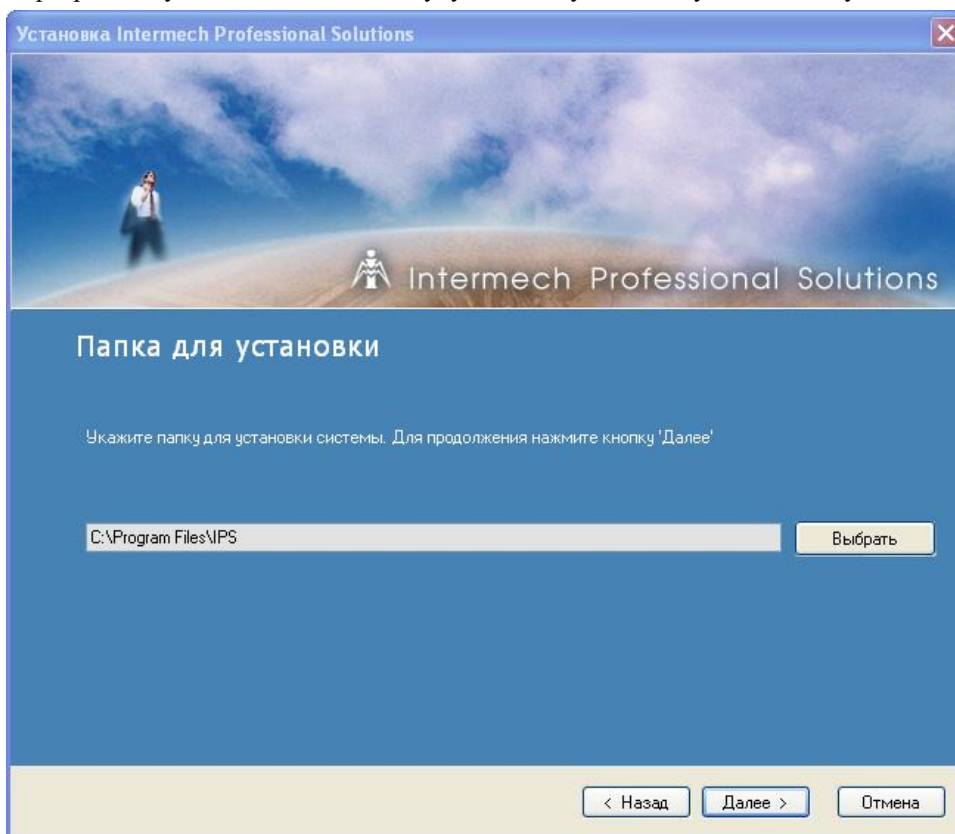 Установка Intermech Professional Solutions
Intermech Professional Solutions
Папка для установки
Укажите папку для установки системы. Для продолжения нажмите кнопку 'Далее'
C:\Program Files\IPS
Выбрать
< Назад
Далее >
Отмена